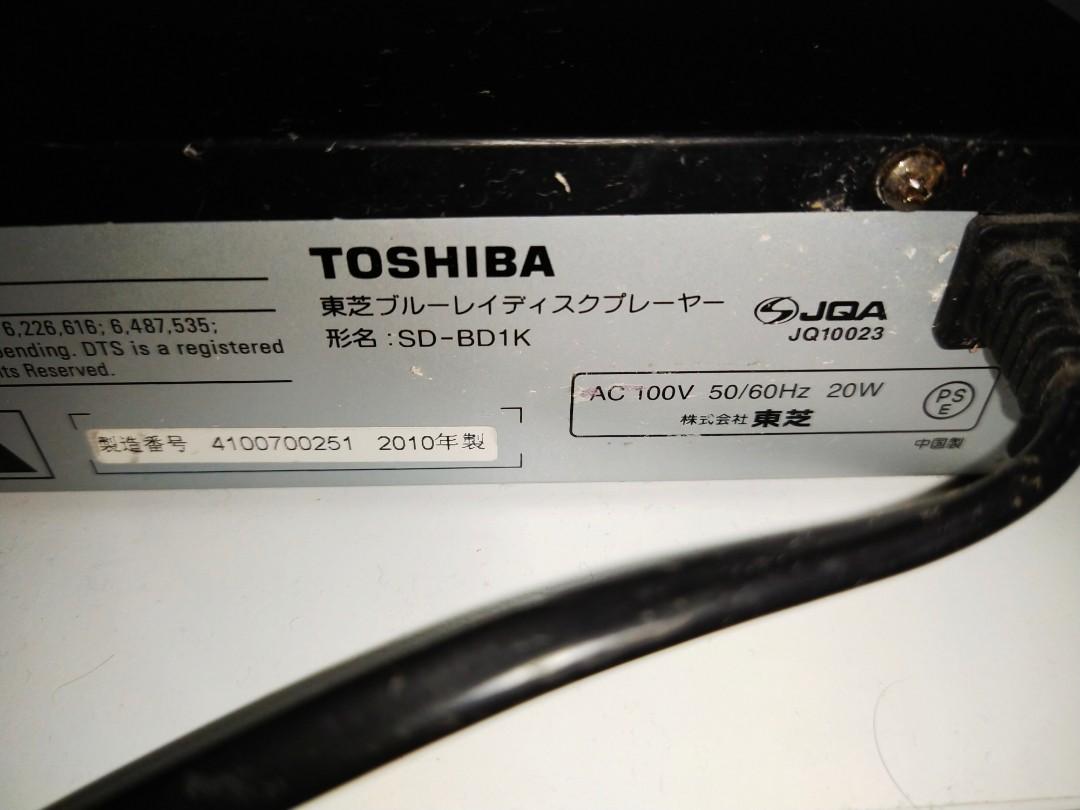 TOSHIBA
東芝ブルーレイディスクプレーヤー
形名:SD-BD1K
JQA
JQ10023
6,226,616; 6,487,535;
ending. DTS is a registered
ts Reserved.
AC 100V 50/60Hz 20W
株式会社 東芝
PS
E
中国製
製造番号 4100700251 2010年製